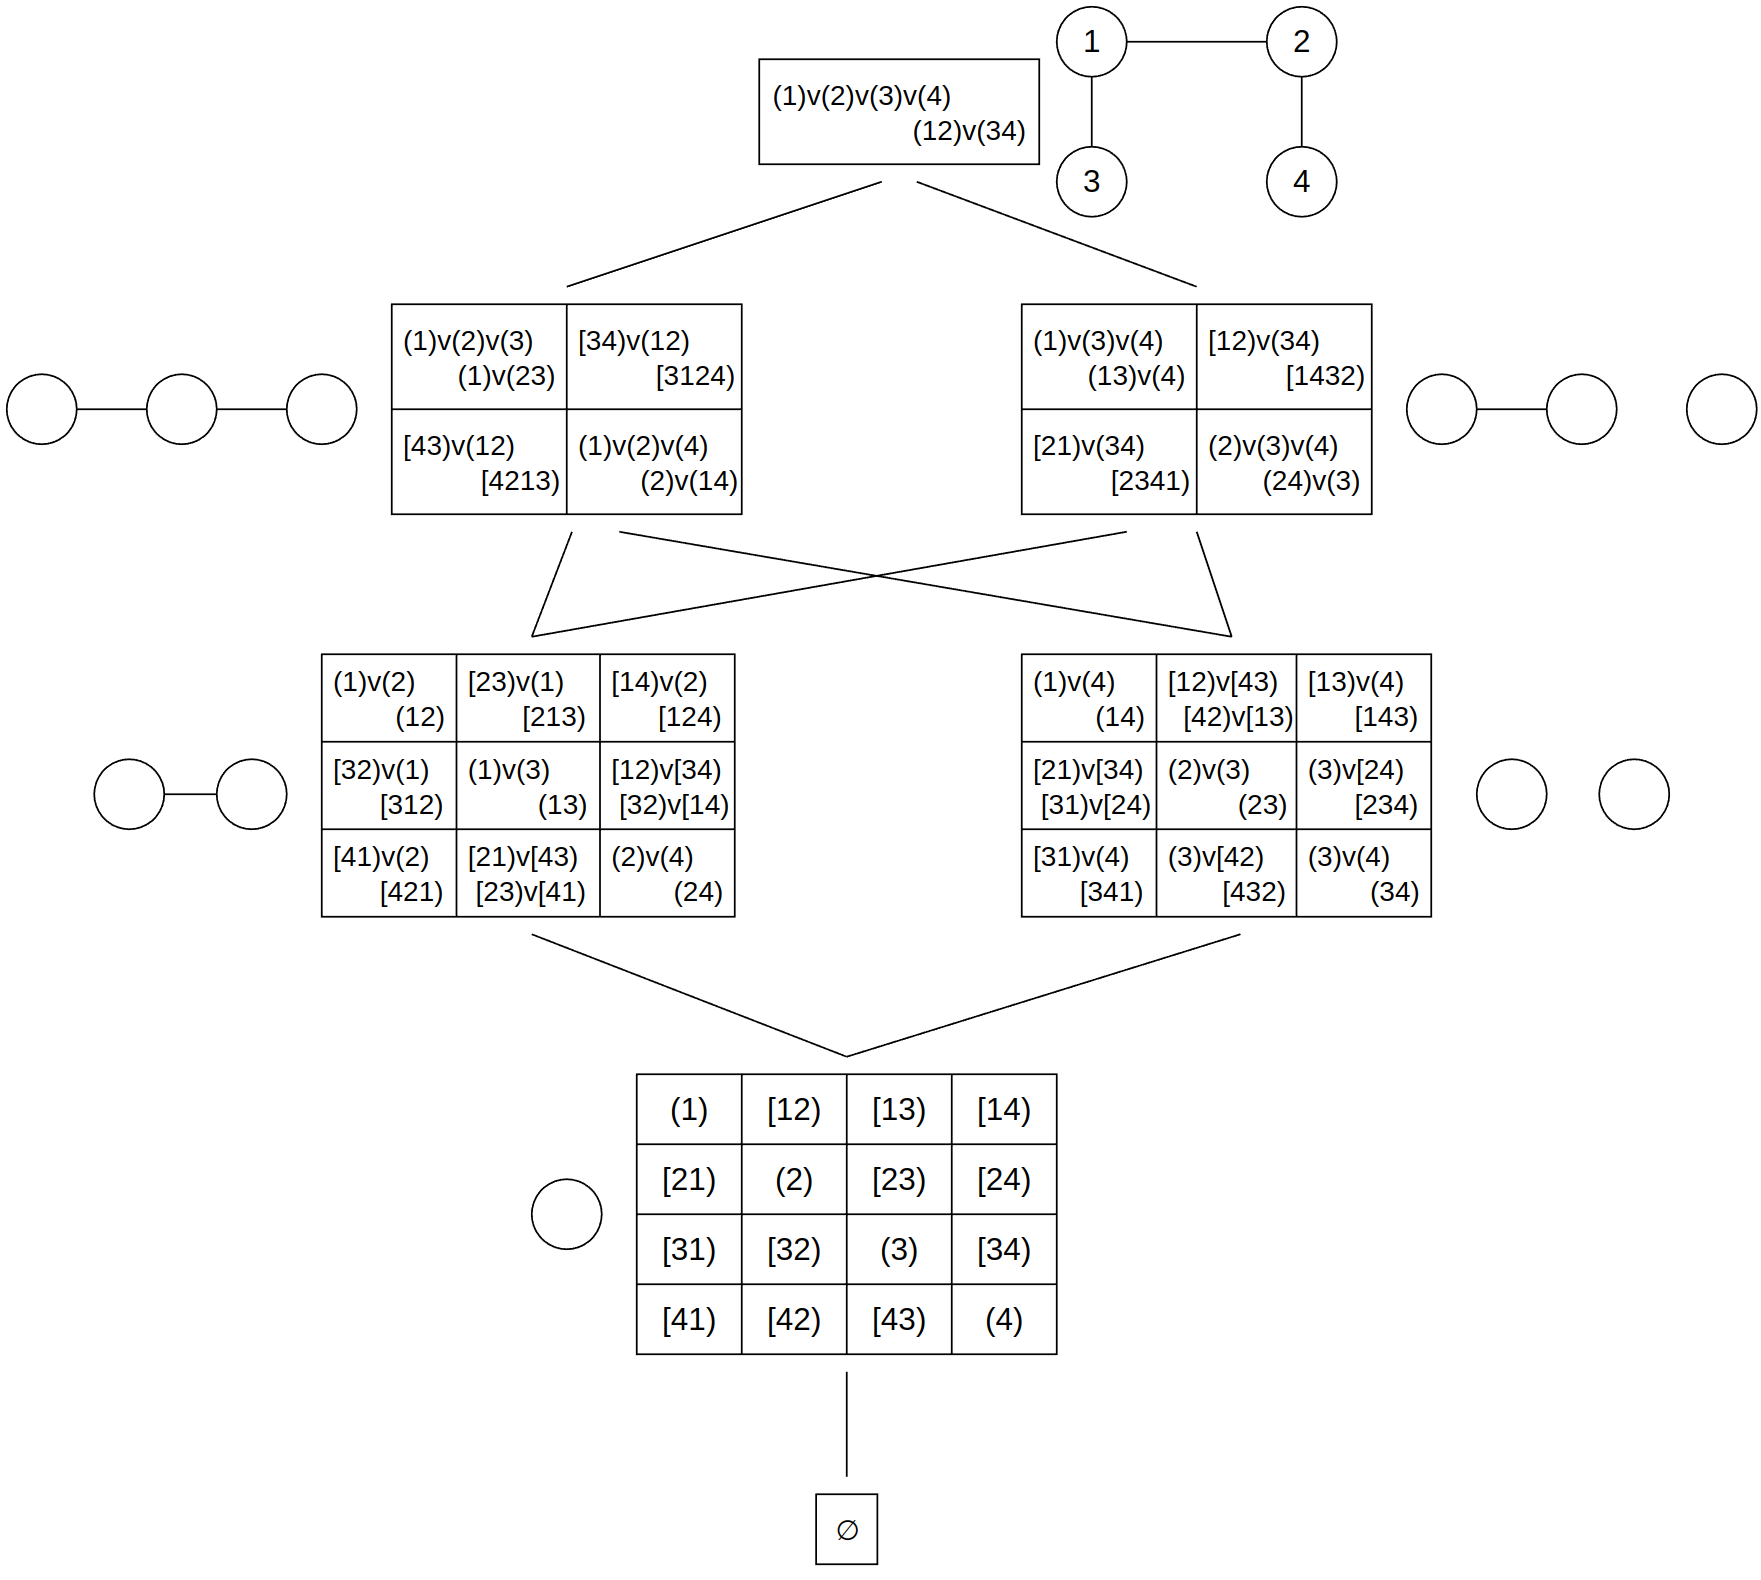 1
2
(1)v(2)v(3)v(4)
(12)v(34)
3
4
(1)v(2)v(3)
(1)v(23)
[34)v(12)
[3124)
[43)v(12)
[4213)
(1)v(2)v(4)
(2)v(14)
(1)v(3)v(4)
(13)v(4)
[12)v(34)
[1432)
[21)v(34)
[2341)
(2)v(3)v(4)
(24)v(3)
(1)v(2)
(12)
[23)v(1)
[213)
[14)v(2)
[124)
[32)v(1)
[312)
(1)v(3)
(13)
[12)v[34)
[32)v[14)
[41)v(2)
[421)
[21)v[43)
[23)v[41)
(2)v(4)
(24)
(1)v(4)
(14)
[12)v[43)
[42)v[13)
[13)v(4)
[143)
[21)v[34)
[31)v[24)
(2)v(3)
(23)
(3)v[24)
[234)
[31)v(4)
[341)
(3)v[42)
[432)
(3)v(4)
(34)
(1) [12) [13) [14)
[21) (2) [23) [24)
[31) [32) (3) [34)
[41) [42) [43) (4)
∅